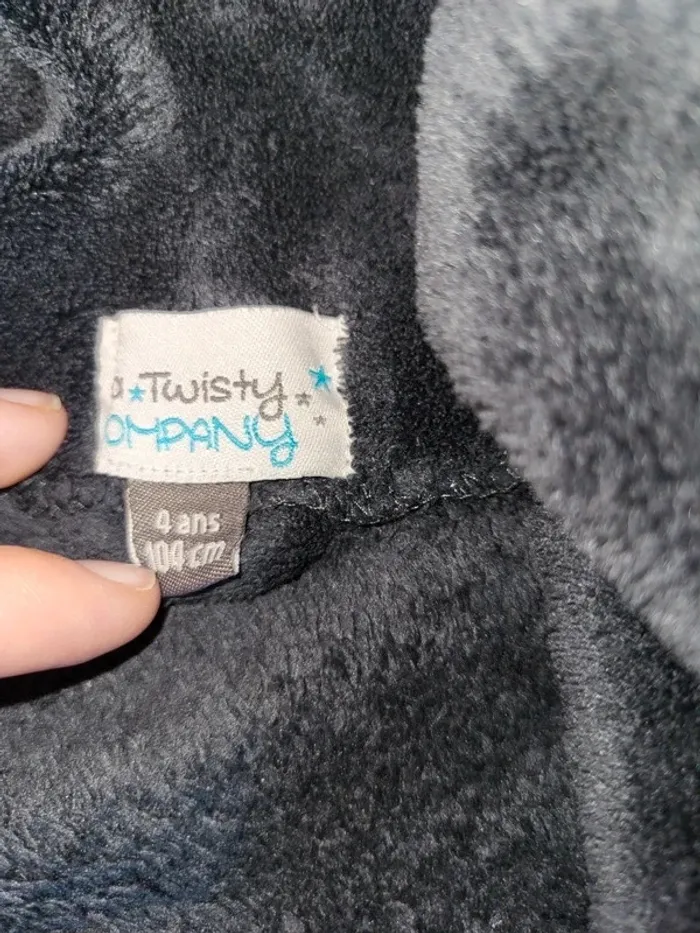 a ★ Twisty
OMPANY
4 ans
104 cm